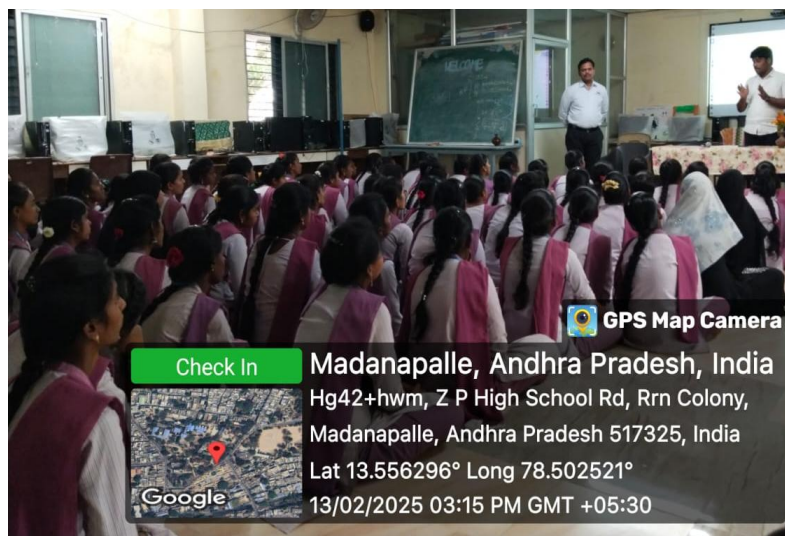 WELCOME
GPS Map Camera
Check In
Madanapalle, Andhra Pradesh, India
Hg42+hwm, Z P High School Rd, Rrn Colony,
Madanapalle, Andhra Pradesh 517325, India
Lat 13.556296° Long 78.502521°
13/02/2025 03:15 PM GMT +05:30
Google